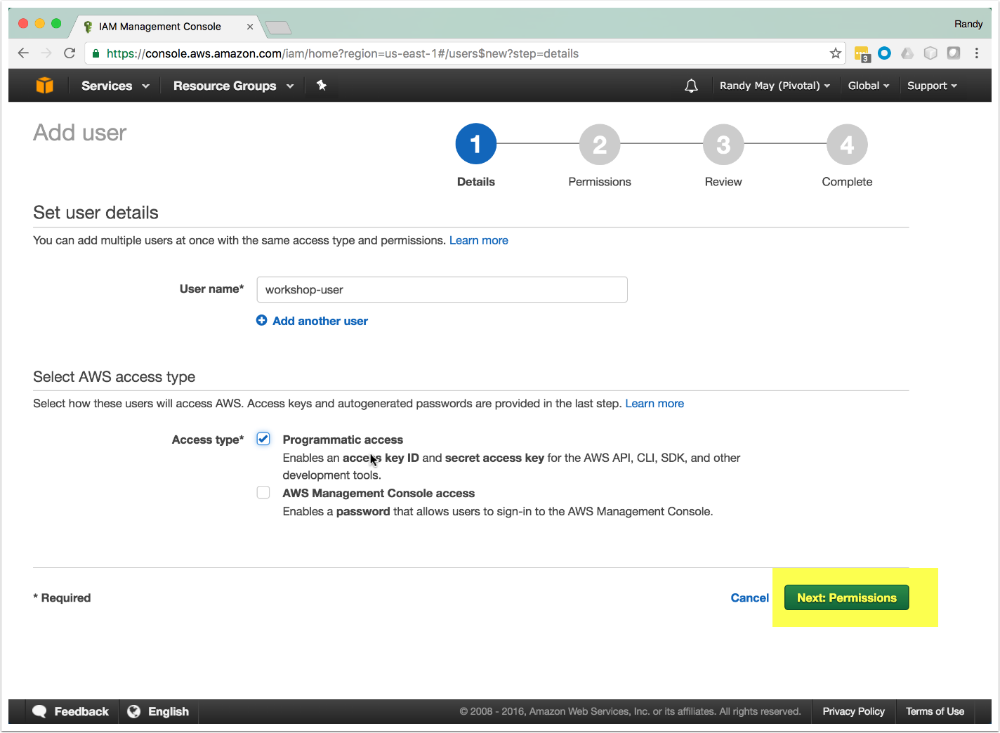 IAM Management Console
Randy
https://console.aws.amazon.com/iam/home?region=us-east-1#/users$new?step=details
3
Services
Resource Groups
Randy May (Pivotal)
Global
Support
Add user
1
2
3
4
Details
Permissions
Review
Complete
Set user details
You can add multiple users at once with the same access type and permissions. Learn more
User name*
workshop-user
Add another user
Select AWS access type
Select how these users will access AWS. Access keys and autogenerated passwords are provided in the last step. Learn more
Access type*
Programmatic access
Enables an access key ID and secret access key for the AWS API, CLI, SDK, and other
development tools.
AWS Management Console access
Enables a password that allows users to sign-in to the AWS Management Console.
* Required
Cancel
Next: Permissions
Feedback
English
© 2008 - 2016, Amazon Web Services, Inc. or its affiliates. All rights reserved.
Privacy Policy
Terms of Use